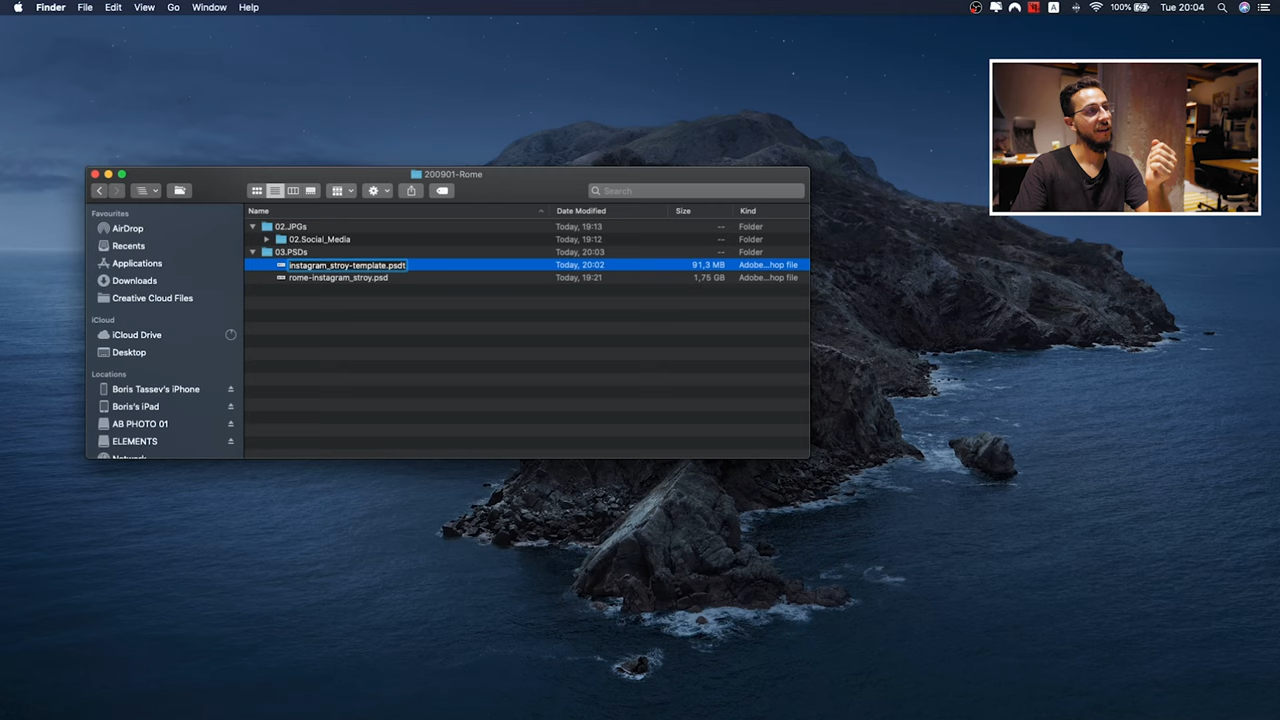 Finder File Edit View Go Window Help
A 100% Tue 20:04
200901-Rome
Search
Favourites
AirDrop
Recents
Applications
Downloads
Creative Cloud Files
iCloud
iCloud Drive
Desktop
Locations
Boris Tassev's iPhone
Boris's iPad
AB PHOTO 01
ELEMENTS
Network
Name Date Modified Size Kind
02.JPGs Today, 19:13 -- Folder
02.Social_Media Today, 19:12 -- Folder
03.PSDs Today, 20:03 -- Folder
instagram_stroy-template.psdt Today, 20:02 91,3 MB Adobe...hop file
rome-instagram_stroy.psd Today, 19:21 1,75 GB Adobe...hop file